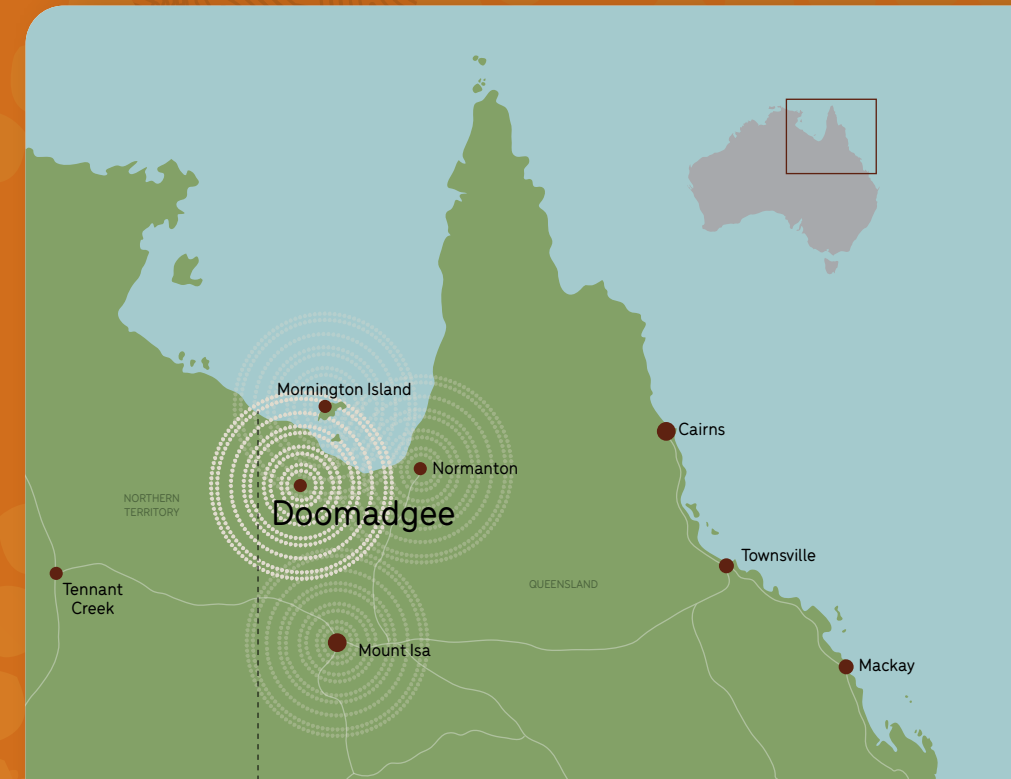 Mornington Island
Cairns
Normanton
NORTHERN
TERRITORY
Doomadgee
Townsville
Tennant
Creek
QUEENSLAND
Mount Isa
Mackay